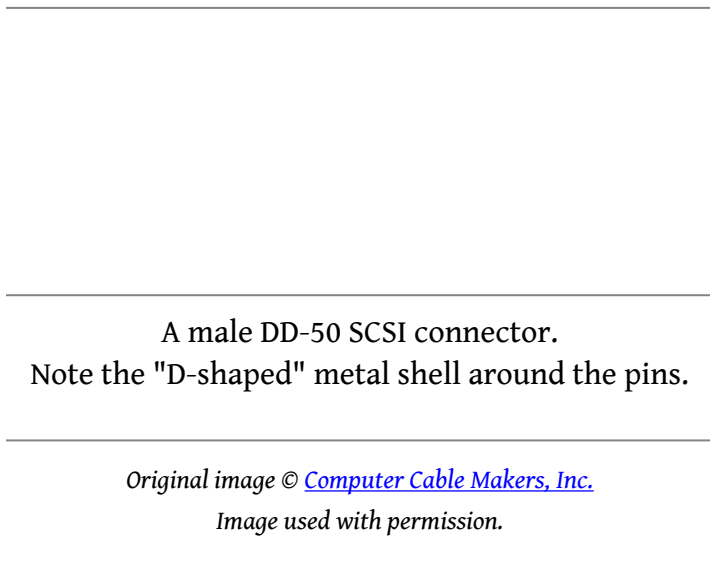 A male DD-50 SCSI connector.
Note the "D-shaped" metal shell around the pins.
Original image © Computer Cable Makers, Inc.
Image used with permission.